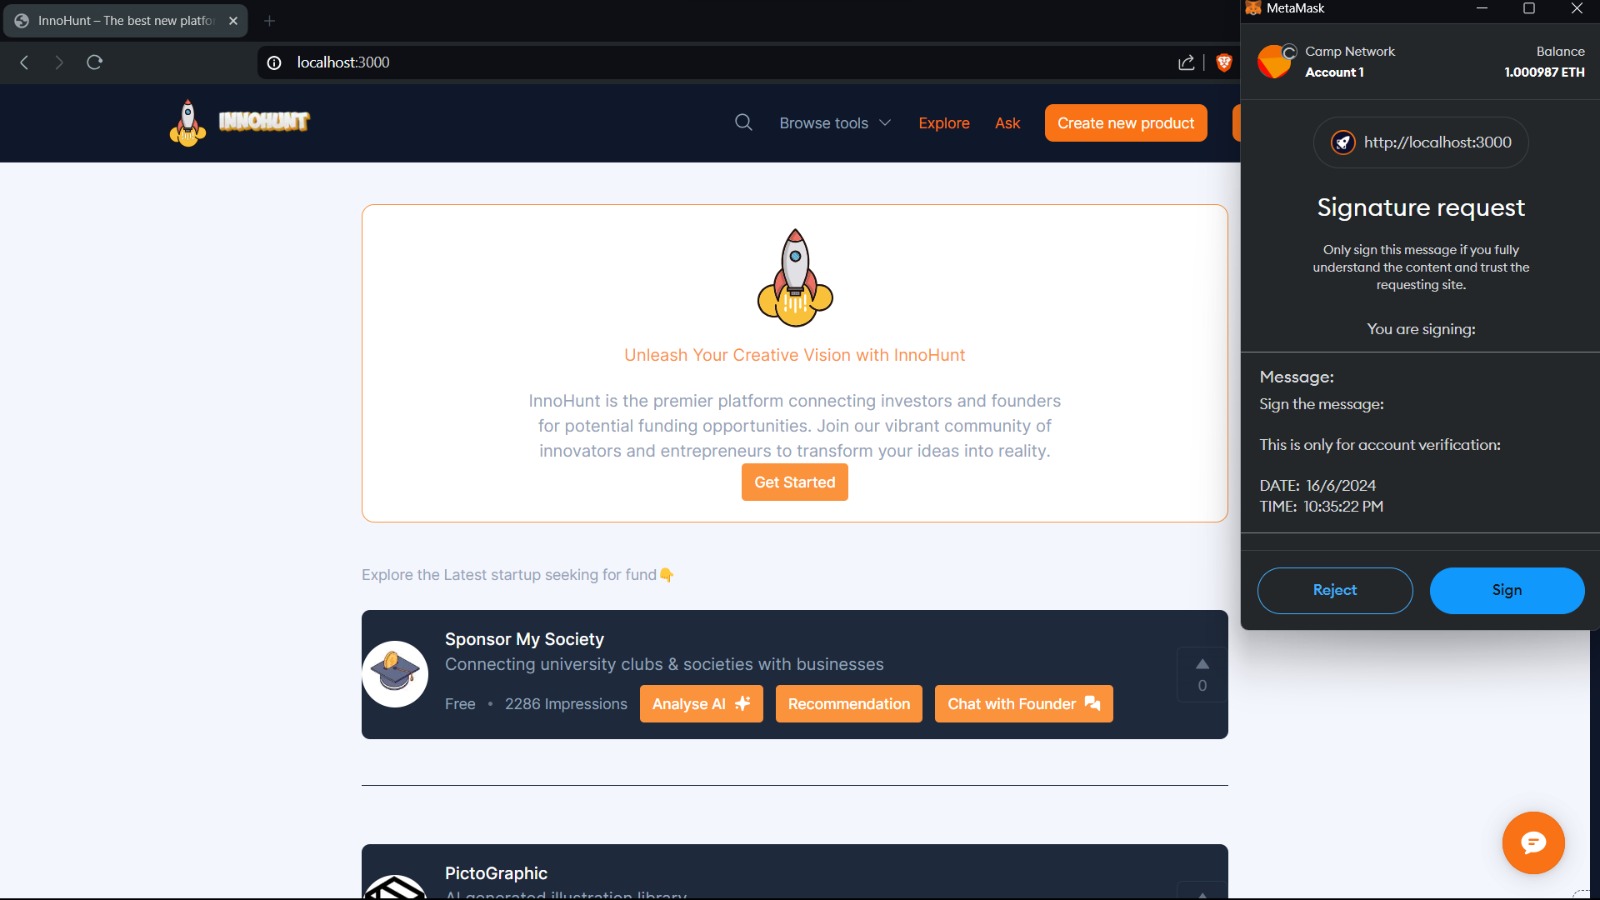 InnoHunt – The best new platfo
MetaMask
localhost:3000
Camp Network
Account 1
Balance
1.000987 ETH
INNOHUNT
Browse tools
Explore
Ask
Create new product
http://localhost:3000
Signature request
Only sign this message if you fully
understand the content and trust the
requesting site.
You are signing:
Message:
Sign the message:
This is only for account verification:
DATE: 16/6/2024
TIME: 10:35:22 PM
Reject
Sign
Unleash Your Creative Vision with InnoHunt
InnoHunt is the premier platform connecting investors and founders
for potential funding opportunities. Join our vibrant community of
innovators and entrepreneurs to transform your ideas into reality.
Get Started
Explore the Latest startup seeking for fund👇
Sponsor My Society
Connecting university clubs & societies with businesses
Free • 2286 Impressions
Analyse AI
Recommendation
Chat with Founder
0
PictoGraphic
AI generated illustration library